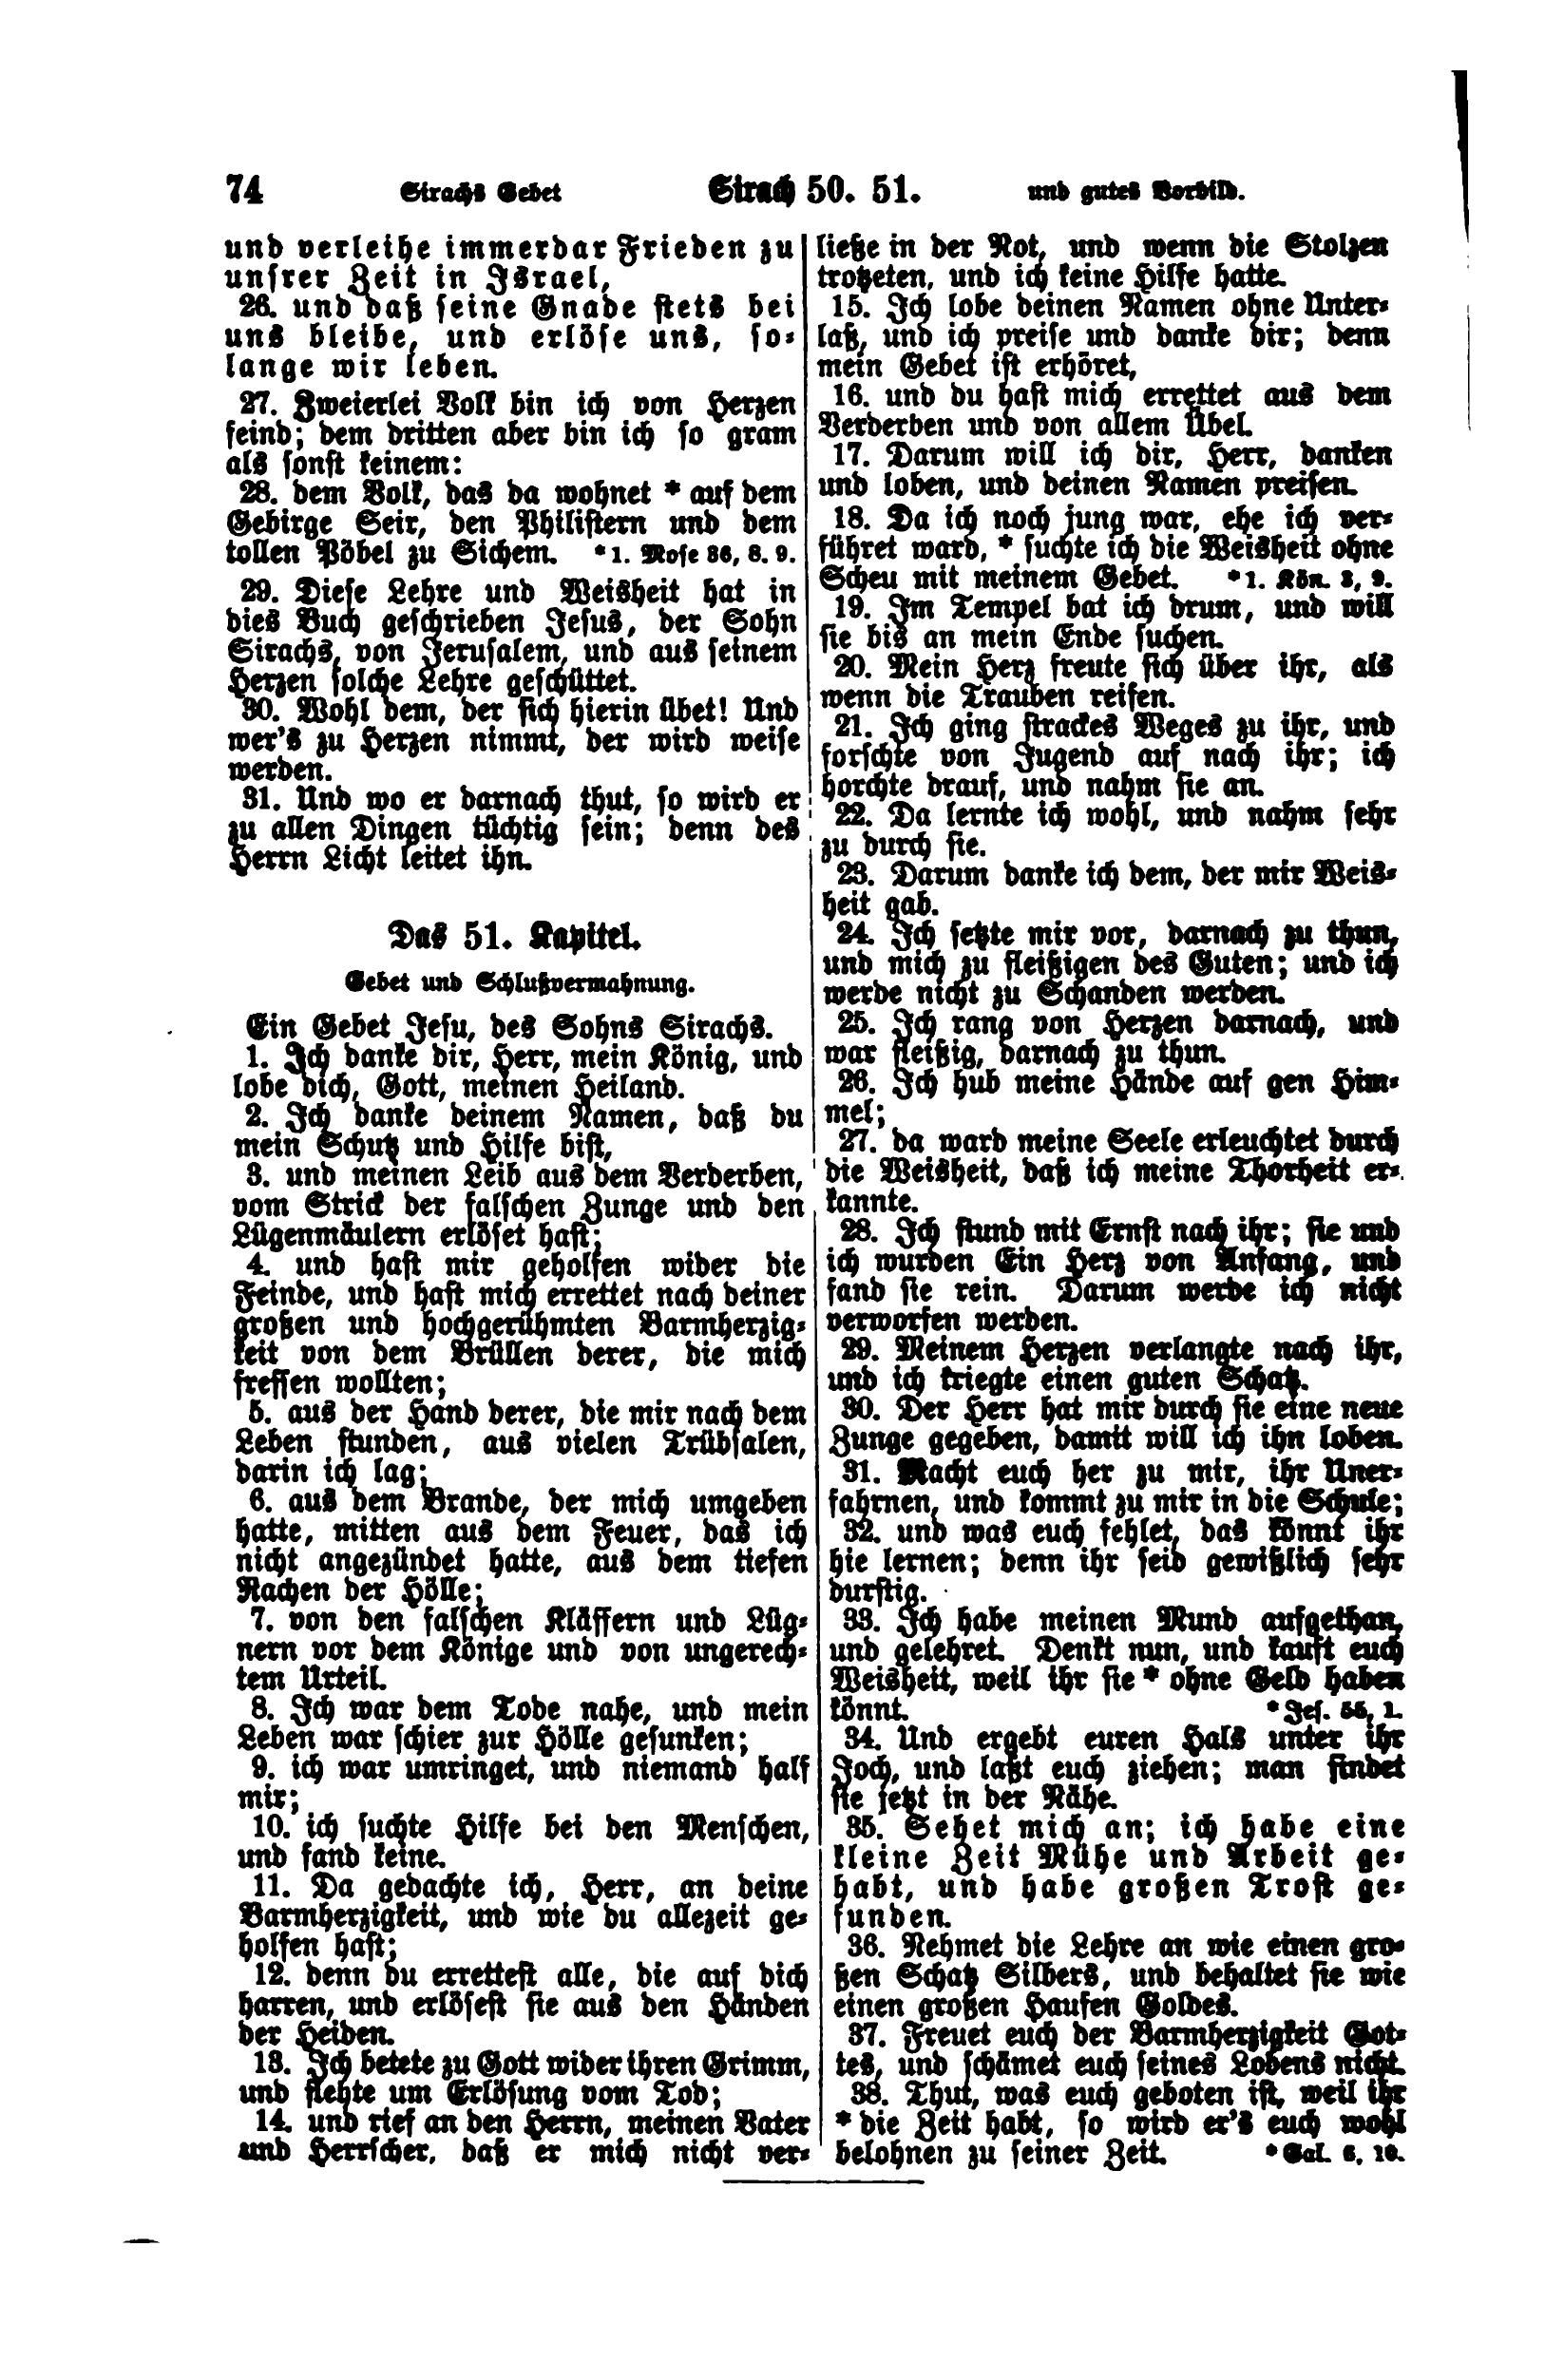 74 Sirachs Gebet Sirach 50. 51. und gutes Vorbild.
und verleihe immerdar Frieden zu
unsrer Zeit in Israel,
26. und daß seine Gnade stets bei
uns bleibe, und erlöse uns, so-
lange wir leben.
27. Zweierlei Volk bin ich von Herzen
feind; dem dritten aber bin ich so gram
als sonst keinem:
28. dem Volk, das da wohnet * auf dem
Gebirge Seir, den Philistern und dem
tollen Pöbel zu Sichem. *1. Mose 36, 8. 9.
29. Diese Lehre und Weisheit hat in
dies Buch geschrieben Jesus, der Sohn
Sirachs, von Jerusalem, und aus seinem
Herzen solche Lehre geschüttet.
30. Wohl dem, der sich hierin übet! Und
wer's zu Herzen nimmt, der wird weise
werden.
31. Und wo er darnach thut, so wird er
zu allen Dingen tüchtig sein; denn des
Herrn Licht leitet ihn.
Das 51. Kapitel.
Gebet und Schlußvermahnung.
Ein Gebet Jesu, des Sohns Sirachs.
1. Ich danke dir, Herr, mein König, und
lobe dich, Gott, meinen Heiland.
2. Ich danke deinem Namen, daß du
mein Schutz und Hilfe bist,
3. und meinen Leib aus dem Verderben,
vom Strick der falschen Zunge und den
Lügenmäulern erlöset hast;
4. und hast mir geholfen wider die
Feinde, und hast mich errettet nach deiner
großen und hochgerühmten Barmherzig-
keit von dem Brüllen derer, die mich
fressen wollten;
5. aus der Hand derer, die mir nach dem
Leben stunden, aus vielen Trübsalen,
darin ich lag;
6. aus dem Brande, der mich umgeben
hatte, mitten aus dem Feuer, das ich
nicht angezündet hatte, aus dem tiefen
Rachen der Hölle;
7. von den falschen Kläffern und Lüg-
nern vor dem Könige und von ungerech-
tem Urteil.
8. Ich war dem Tode nahe, und mein
Leben war schier zur Hölle gesunken;
9. ich war umringet, und niemand half
mir;
10. ich suchte Hilfe bei den Menschen,
und fand keine.
11. Da gedachte ich, Herr, an deine
Barmherzigkeit, und wie du allezeit ge-
holfen hast;
12. denn du errettest alle, die auf dich
harren, und erlösest sie aus den Händen
der Heiden.
13. Ich betete zu Gott wider ihren Grimm,
und flehte um Erlösung vom Tod;
14. und rief an den Herrn, meinen Vater
und Herrscher, daß er mich nicht ver-
ließe in der Not, und wenn die Stolzen
trotzeten, und ich keine Hilfe hatte.
15. Ich lobe deinen Namen ohne Unter-
laß, und ich preise und danke dir; denn
mein Gebet ist erhöret,
16. und du hast mich errettet aus dem
Verderben und von allem Übel.
17. Darum will ich dir, Herr, danken
und loben, und deinen Namen preisen.
18. Da ich noch jung war, ehe ich ver-
führet ward, * suchte ich die Weisheit ohne
Scheu mit meinem Gebet. *1. Kön. 3, 9.
19. Im Tempel bat ich drum, und will
sie bis an mein Ende suchen.
20. Mein Herz freute sich über ihr, als
wenn die Trauben reifen.
21. Ich ging strackes Weges zu ihr, und
forschte von Jugend auf nach ihr; ich
horchte drauf, und nahm sie an.
22. Da lernte ich wohl, und nahm sehr
zu durch sie.
23. Darum danke ich dem, der mir Weis-
heit gab.
24. Ich setzte mir vor, darnach zu thun,
und mich zu fleißigen des Guten; und ich
werde nicht zu Schanden werden.
25. Ich rang von Herzen darnach, und
war fleißig, darnach zu thun.
26. Ich hub meine Hände auf gen Him-
mel;
27. da ward meine Seele erleuchtet durch
die Weisheit, daß ich meine Thorheit er-
kannte.
28. Ich stund mit Ernst nach ihr; sie und
ich wurden Ein Herz von Anfang, und
fand sie rein. Darum werde ich nicht
verworfen werden.
29. Meinem Herzen verlangte nach ihr,
und ich kriegte einen guten Schatz.
30. Der Herr hat mir durch sie eine neue
Zunge gegeben, damit will ich ihn loben.
31. Macht euch her zu mir, ihr Uner-
fahrnen, und kommt zu mir in die Schule;
32. und was euch fehlet, das könnt ihr
hie lernen; denn ihr seid gewißlich sehr
durstig.
33. Ich habe meinen Mund aufgethan,
und gelehret. Denkt nun, und kauft euch
Weisheit, weil ihr sie * ohne Geld haben
könnt. *Jes. 55, 1.
34. Und ergebt euren Hals unter ihr
Joch, und laßt euch ziehen; man findet
sie jetzt in der Nähe.
35. Sehet mich an; ich habe eine
kleine Zeit Mühe und Arbeit ge-
habt, und habe großen Trost ge-
funden.
36. Nehmet die Lehre an wie einen gro-
ßen Schatz Silbers, und behaltet sie wie
einen großen Haufen Goldes.
37. Freuet euch der Barmherzigkeit Got-
tes, und schämet euch seines Lobens nicht.
38. Thut, was euch geboten ist, weil ihr
* die Zeit habt, so wird er's euch wohl
belohnen zu seiner Zeit. *Gal. 6, 10.